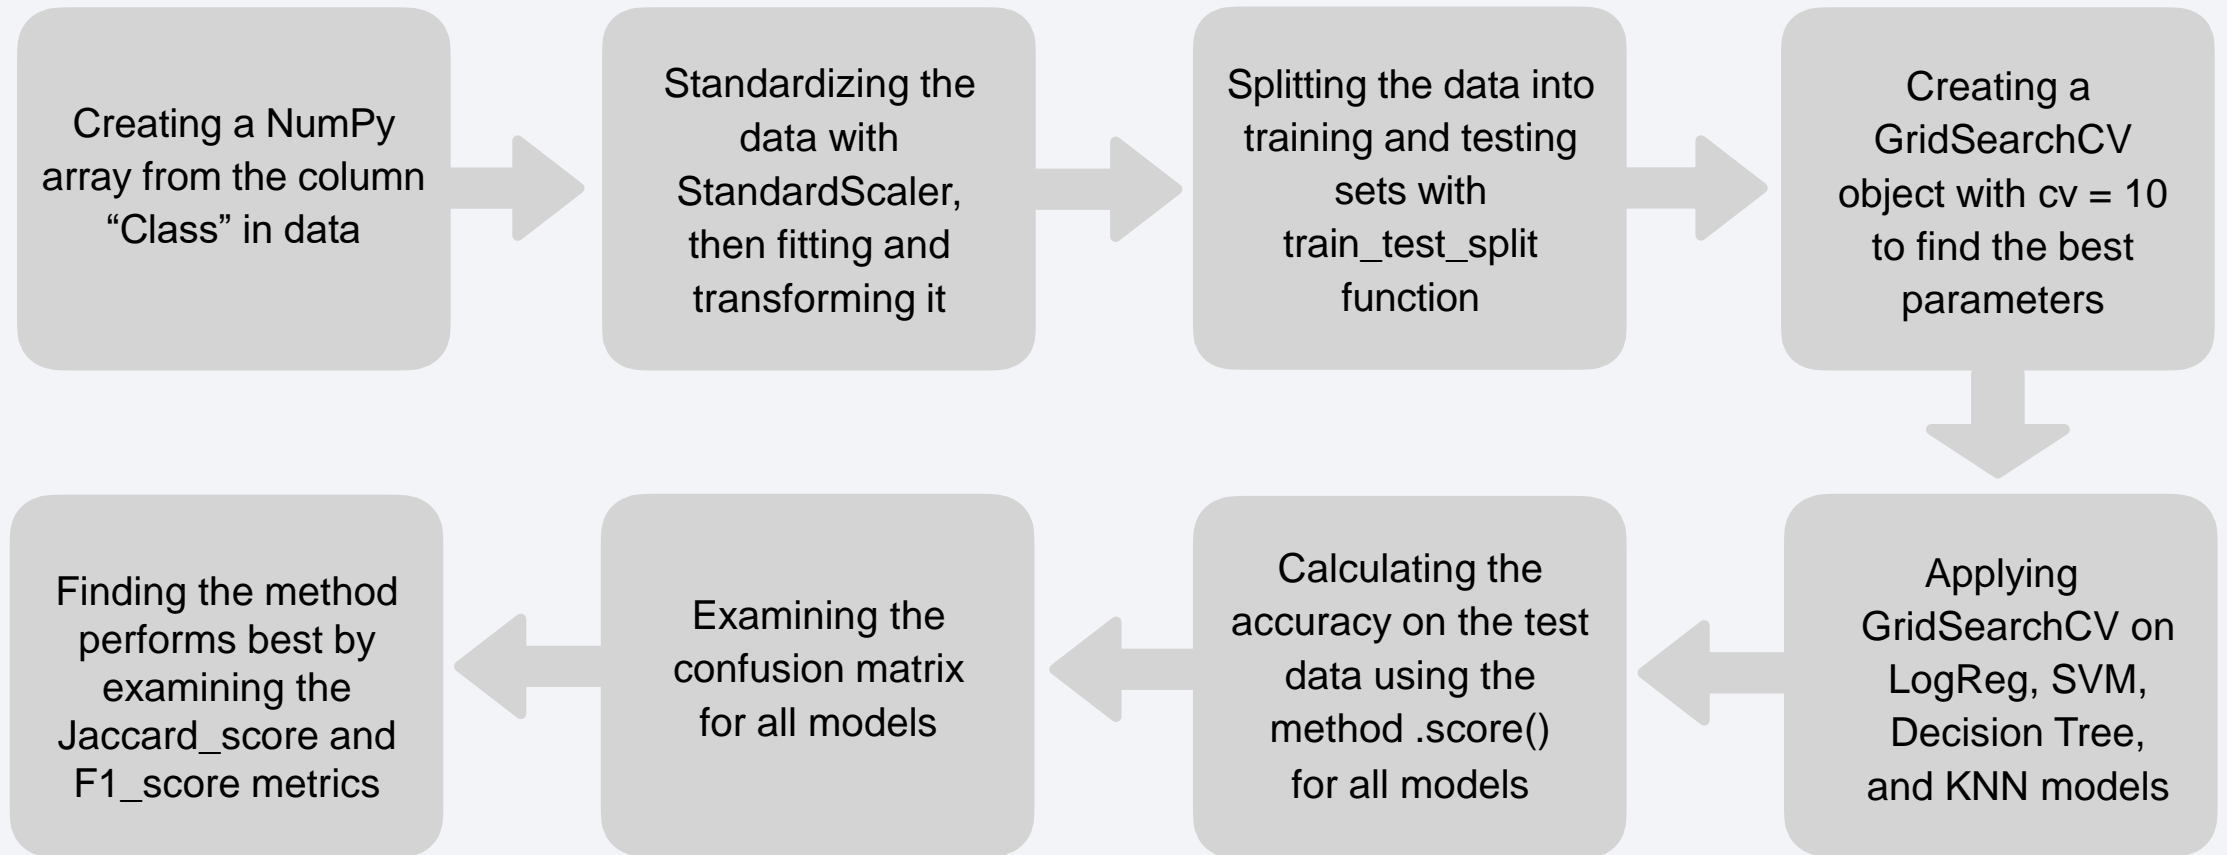 Creating a NumPy
array from the column
“Class” in data
Standardizing the
data with
StandardScaler,
then fitting and
transforming it
Splitting the data into
training and testing
sets with
train_test_split
function
Creating a
GridSearchCV
object with cv = 10
to find the best
parameters
Applying
GridSearchCV on
LogReg, SVM,
Decision Tree,
and KNN models
Calculating the
accuracy on the test
data using the
method .score()
for all models
Examining the
confusion matrix
for all models
Finding the method
performs best by
examining the
Jaccard_score and
F1_score metrics